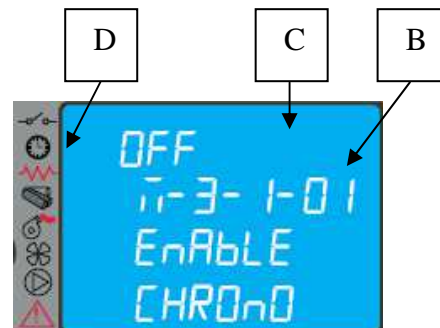 D C B
OFF
m-3-1-01
EnAbLE
CHROnO